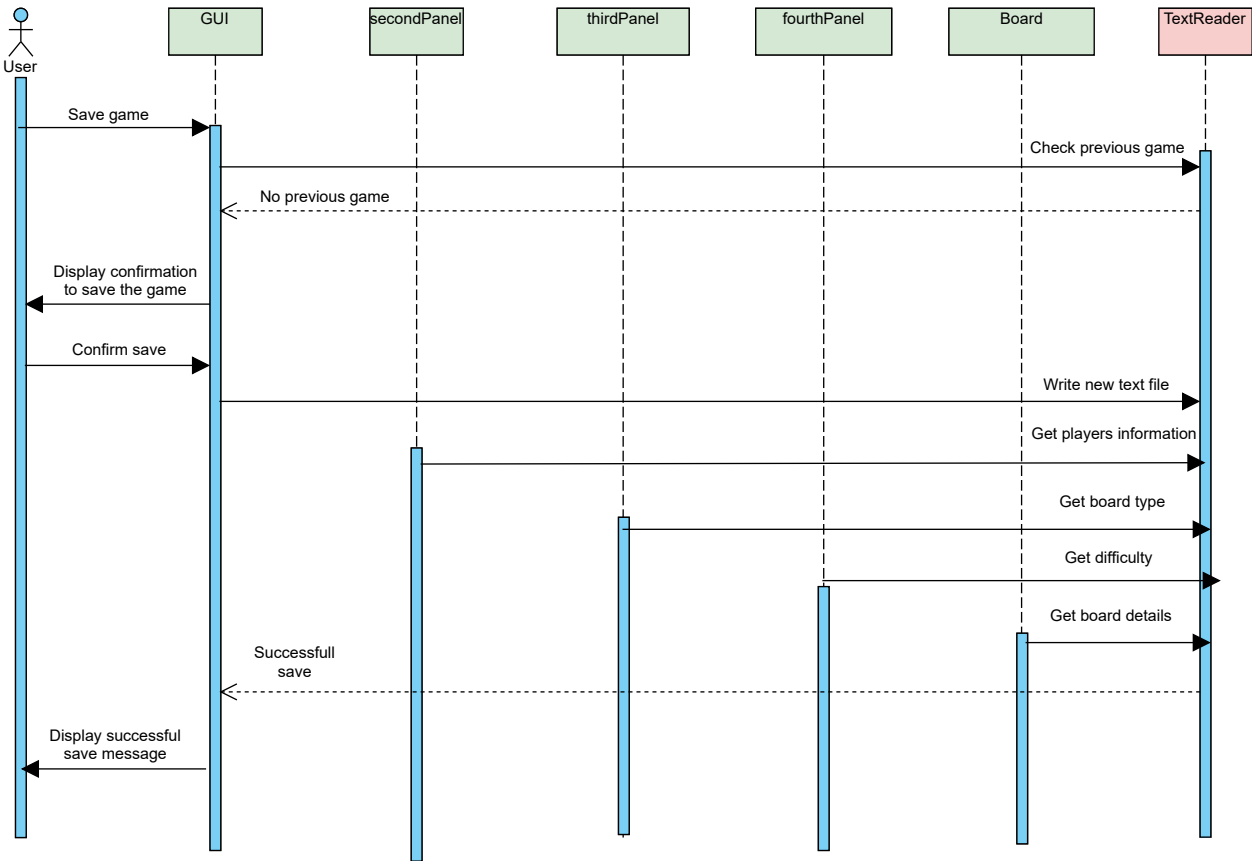 GUI
secondPanel
thirdPanel
fourthPanel
Board
TextReader
User
Save game
Check previous game
No previous game
Display confirmation
to save the game
Confirm save
Write new text file
Get players information
Get board type
Get difficulty
Get board details
Successfull
save
Display successful
save message